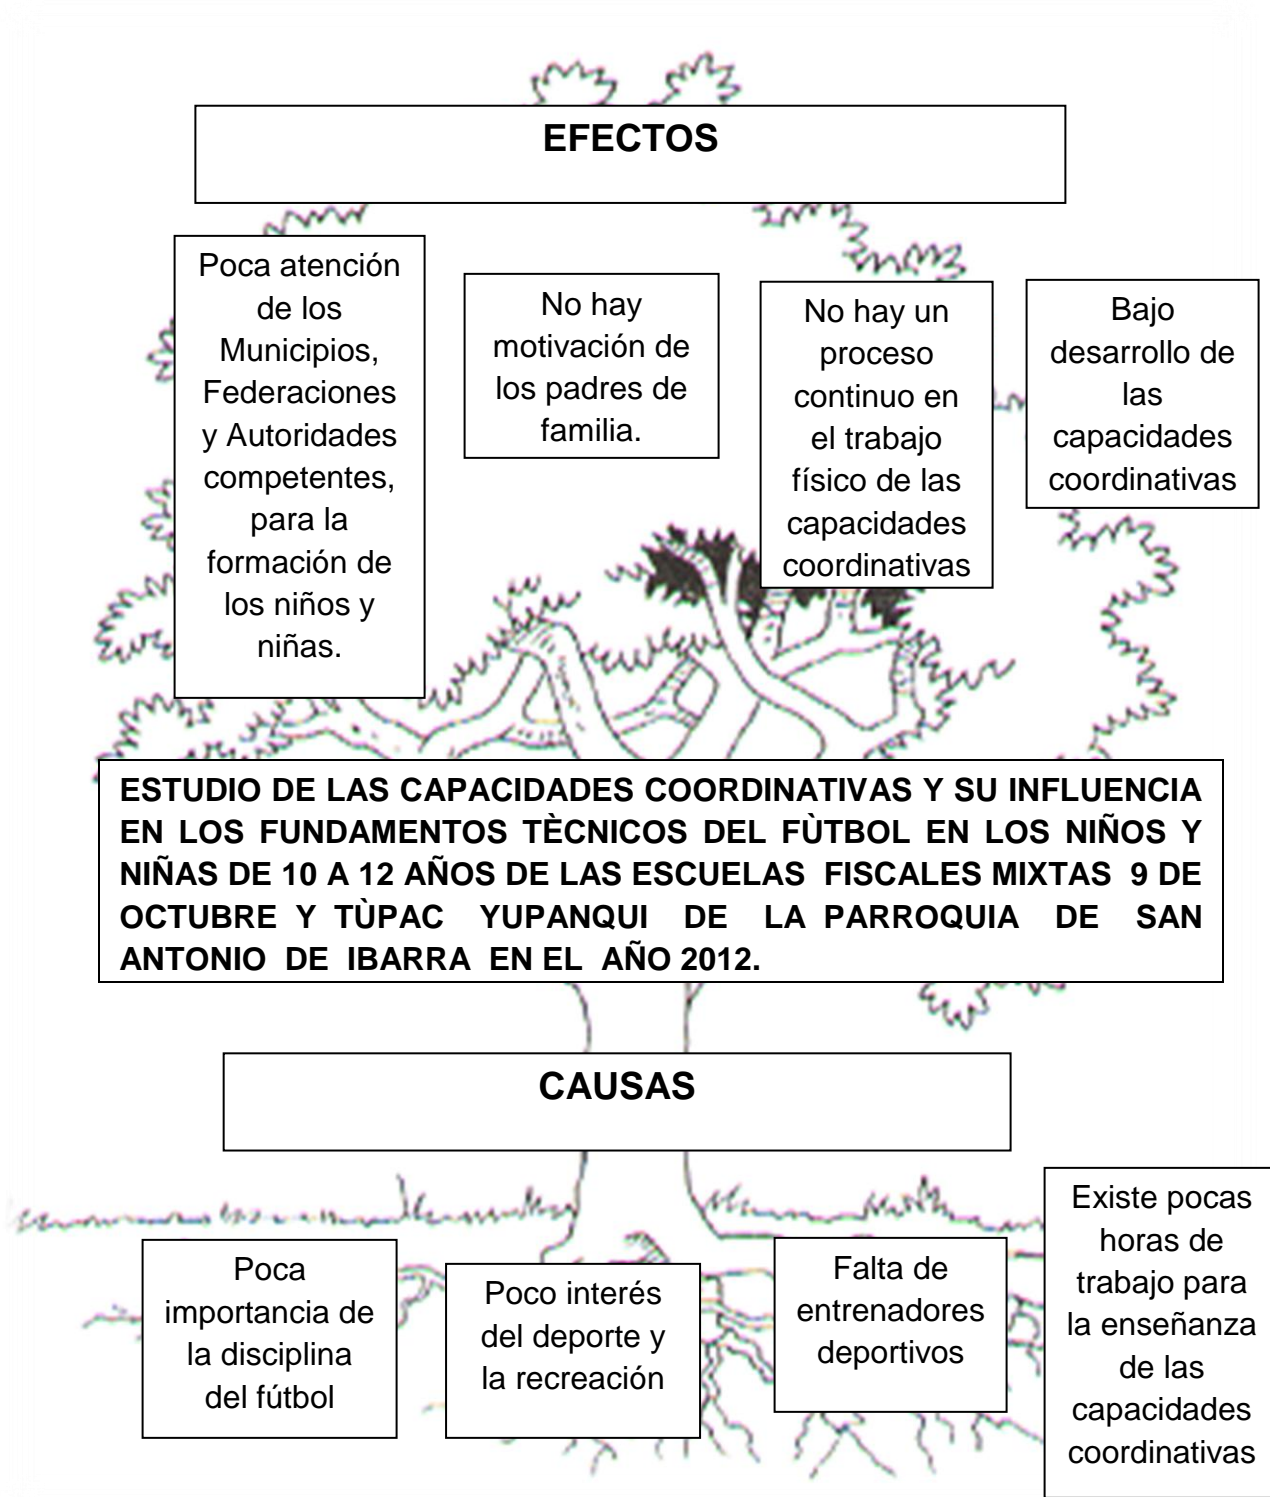 EFECTOS
Poca atención
de los
Municipios,
Federaciones
y Autoridades
competentes,
para la
formación de
los niños y
niñas.
No hay
motivación de
los padres de
familia.
No hay un
proceso
continuo en
el trabajo
físico de las
capacidades
coordinativas
Bajo
desarrollo de
las
capacidades
coordinativas
ESTUDIO DE LAS CAPACIDADES COORDINATIVAS Y SU INFLUENCIA
EN LOS FUNDAMENTOS TÈCNICOS DEL FÙTBOL EN LOS NIÑOS Y
NIÑAS DE 10 A 12 AÑOS DE LAS ESCUELAS FISCALES MIXTAS 9 DE
OCTUBRE Y TÙPAC YUPANQUI DE LA PARROQUIA DE SAN
ANTONIO DE IBARRA EN EL AÑO 2012.
CAUSAS
Poca
importancia de
la disciplina
del fútbol
Poco interés
del deporte y
la recreación
Falta de
entrenadores
deportivos
Existe pocas
horas de
trabajo para
la enseñanza
de las
capacidades
coordinativas